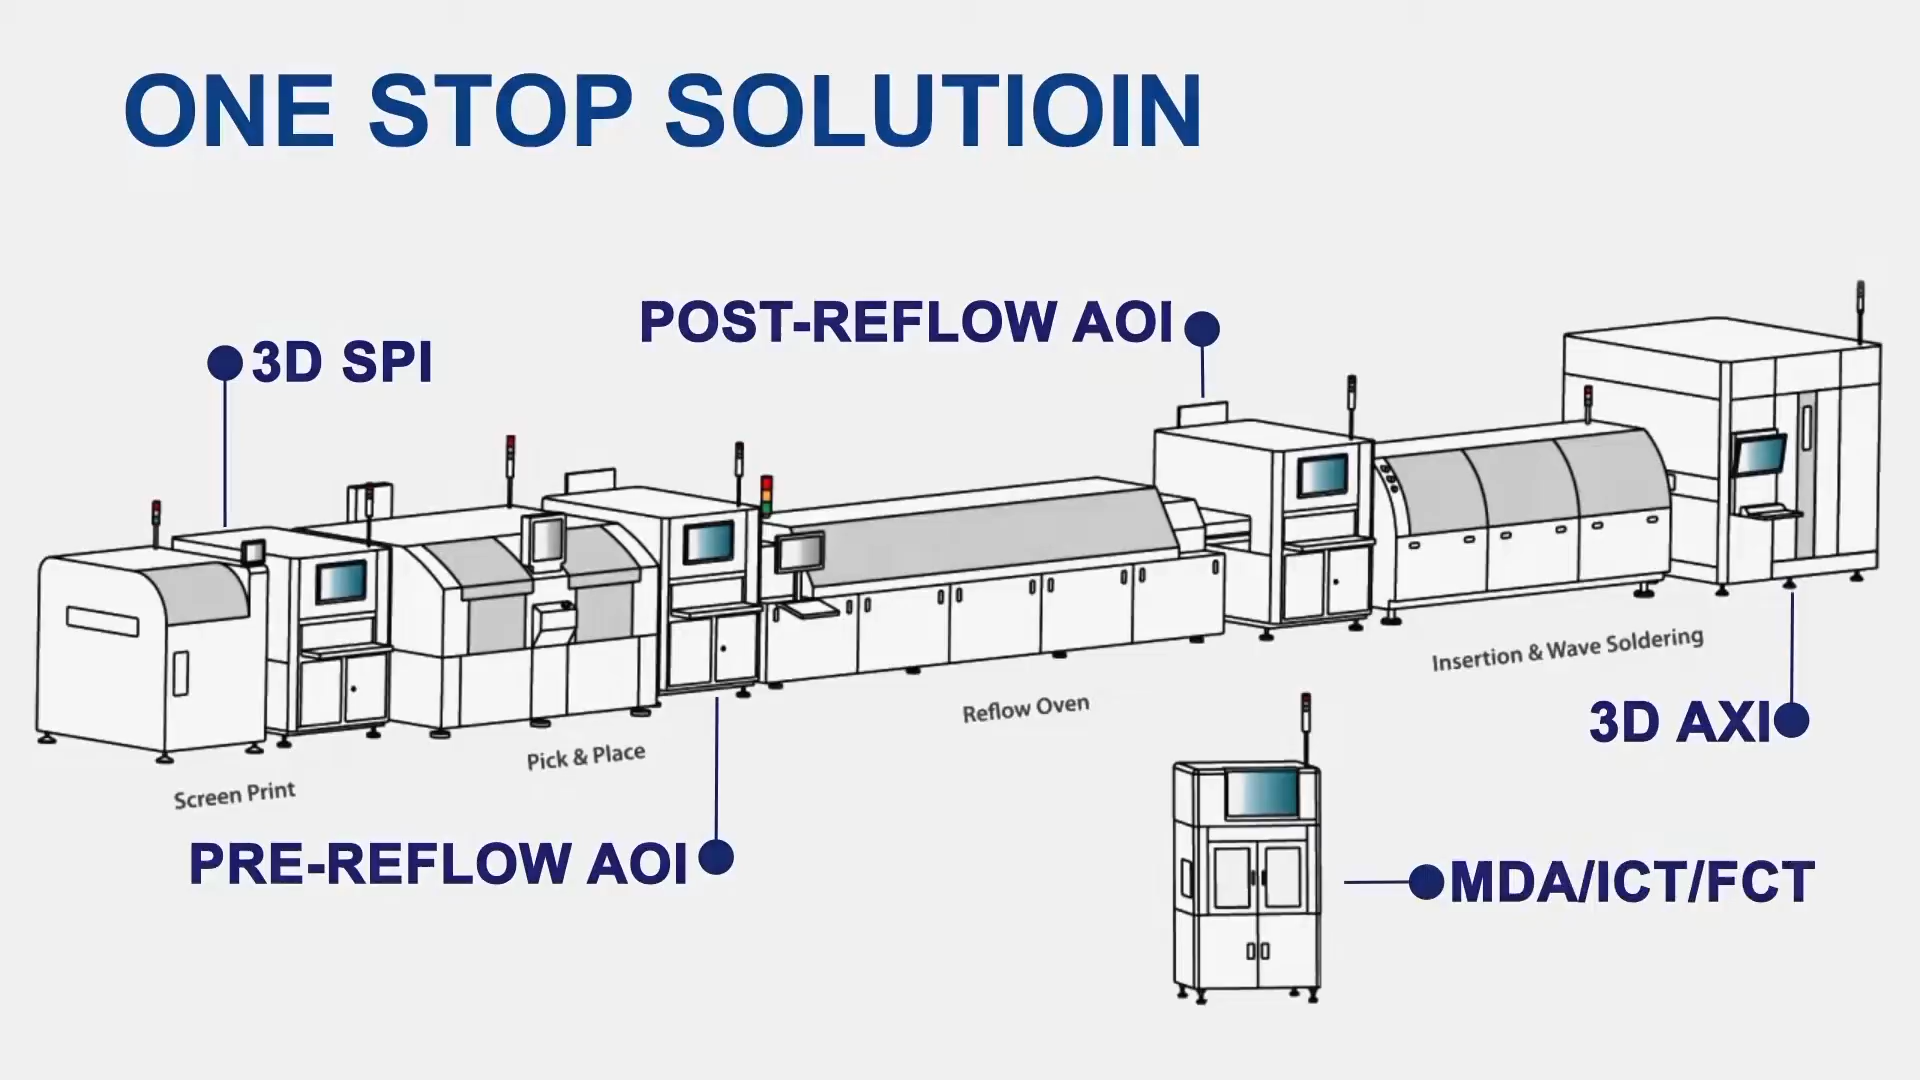 ONE STOP SOLUTIOIN
POST-REFLOW AOI
3D SPI
Insertion & Wave Soldering
Reflow Oven
3D AXI
Pick & Place
Screen Print
PRE-REFLOW AOI
MDA/ICT/FCT